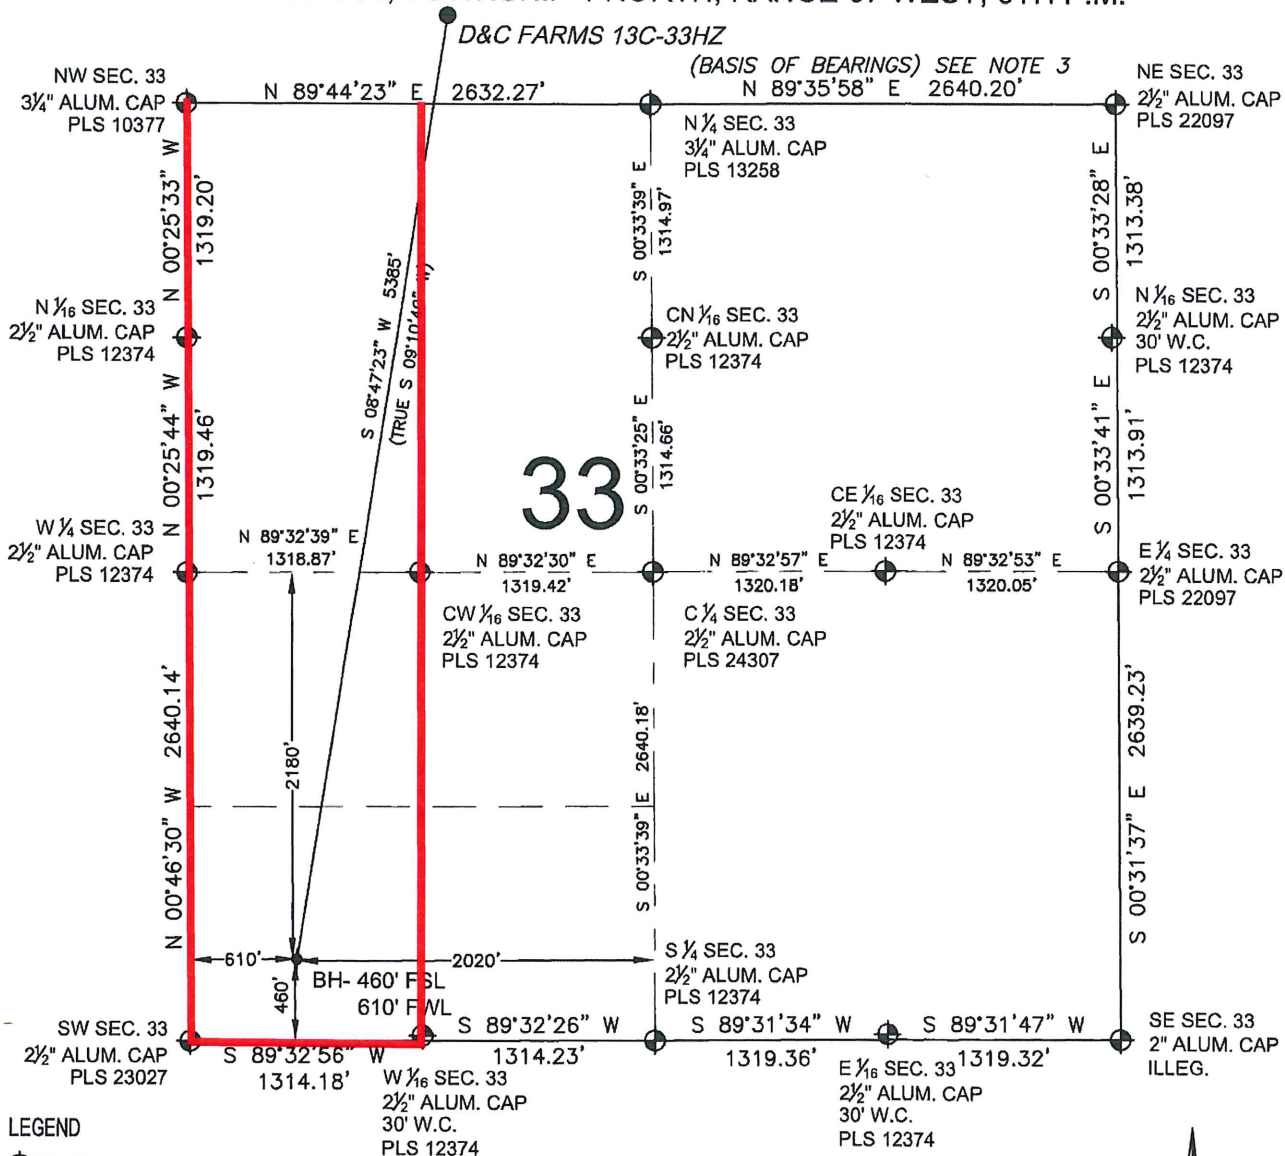 D&C FARMS 13C-33HZ
(BASIS OF BEARINGS) SEE NOTE 3
N 89°44'23" E 2632.27'
N 89°35'58" E 2640.20'
NW SEC. 33
3¼" ALUM. CAP
PLS 10377
NE SEC. 33
2½" ALUM. CAP
PLS 22097
N ¼ SEC. 33
3¼" ALUM. CAP
PLS 13258
N 00°25'33" W
1319.20'
S 00°33'39" E
1314.97'
S 00°33'28" E
1313.38'
S 08°47'23" W 5385'
(TRUE S
N 1/16 SEC. 33
2½" ALUM. CAP
PLS 12374
CN 1/16 SEC. 33
2½" ALUM. CAP
PLS 12374
N 1/16 SEC. 33
2½" ALUM. CAP
30' W.C.
PLS 12374
N 00°25'44" W
1319.46'
33
S 00°33'25" E
1314.66'
S 00°33'41" E
1313.91'
W ¼ SEC. 33
2½" ALUM. CAP
PLS 12374
N 89°32'39" E
1318.87'
N 89°32'30" E
1319.42'
CE 1/16 SEC. 33
2½" ALUM. CAP
PLS 12374
N 89°32'57" E
1320.18'
N 89°32'53" E
1320.05'
E ¼ SEC. 33
2½" ALUM. CAP
PLS 22097
CW 1/16 SEC. 33
2½" ALUM. CAP
PLS 12374
C ¼ SEC. 33
2½" ALUM. CAP
PLS 24307
N 00°46'30" W 2640.14'
2180'
S 00°33'39" E 2640.18'
S 00°31'37" E 2639.23'
610'
2020'
460'
BH- 460' FSL
610' FWL
S ¼ SEC. 33
2½" ALUM. CAP
PLS 12374
SW SEC. 33
2½" ALUM. CAP
PLS 23027
S 89°32'56" W
1314.18'
S 89°32'26" W
1314.23'
S 89°31'34" W
1319.36'
S 89°31'47" W
1319.32'
SE SEC. 33
2" ALUM. CAP
ILLEG.
W 1/16 SEC. 33
2½" ALUM. CAP
30' W.C.
PLS 12374
E 1/16 SEC. 33
2½" ALUM. CAP
30' W.C.
PLS 12374
LEGEND